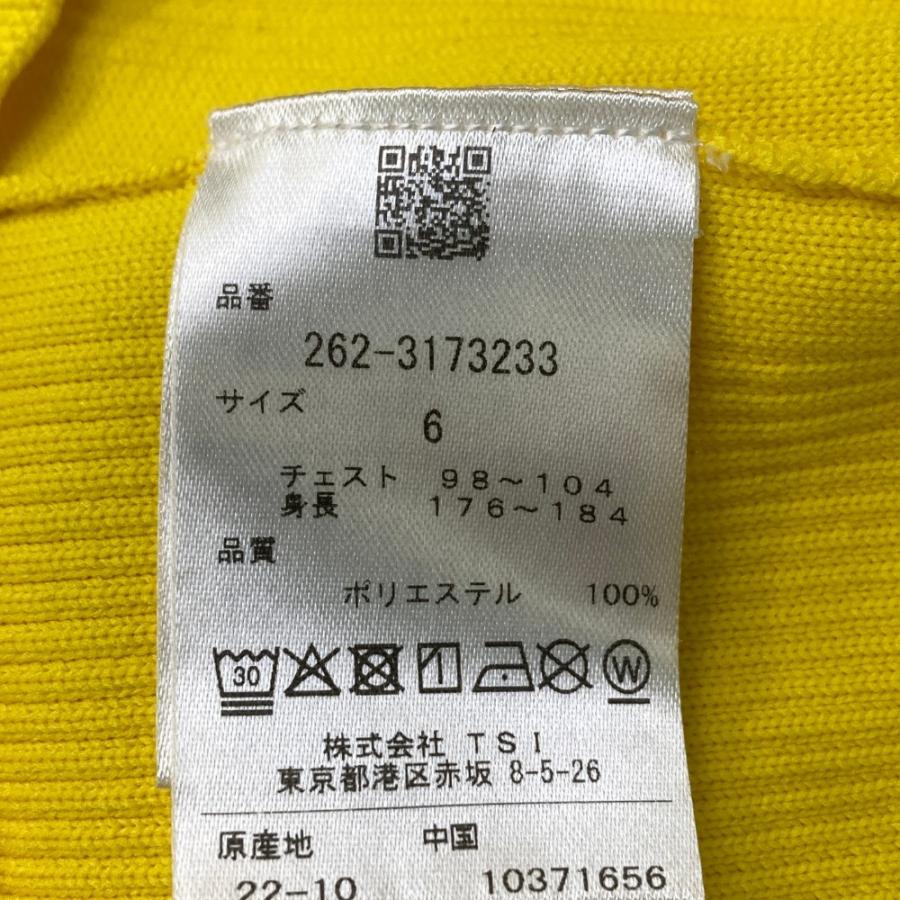 品番
262-3173233
サイズ
6
チェスト 98～104
身長 176～184
品質
ポリエステル 100%
30 W
株式会社 TSI
東京都港区赤坂 8-5-26
原産地 中国
22-10 10371656